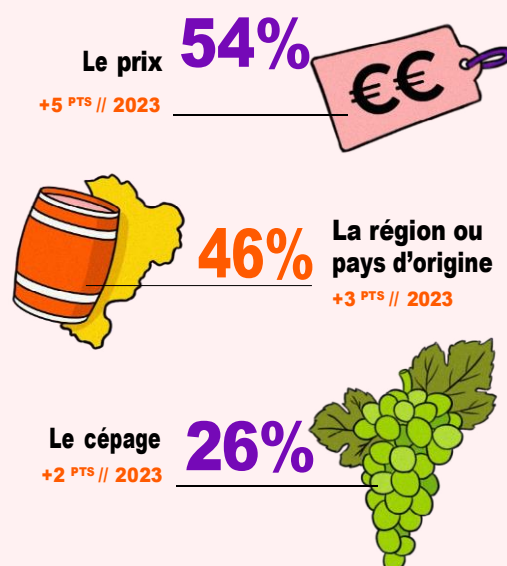 Le prix
54%
+5 PTS // 2023
€€
46%
La région ou
pays d'origine
+3 PTS // 2023
Le cépage
26%
+2 PTS // 2023